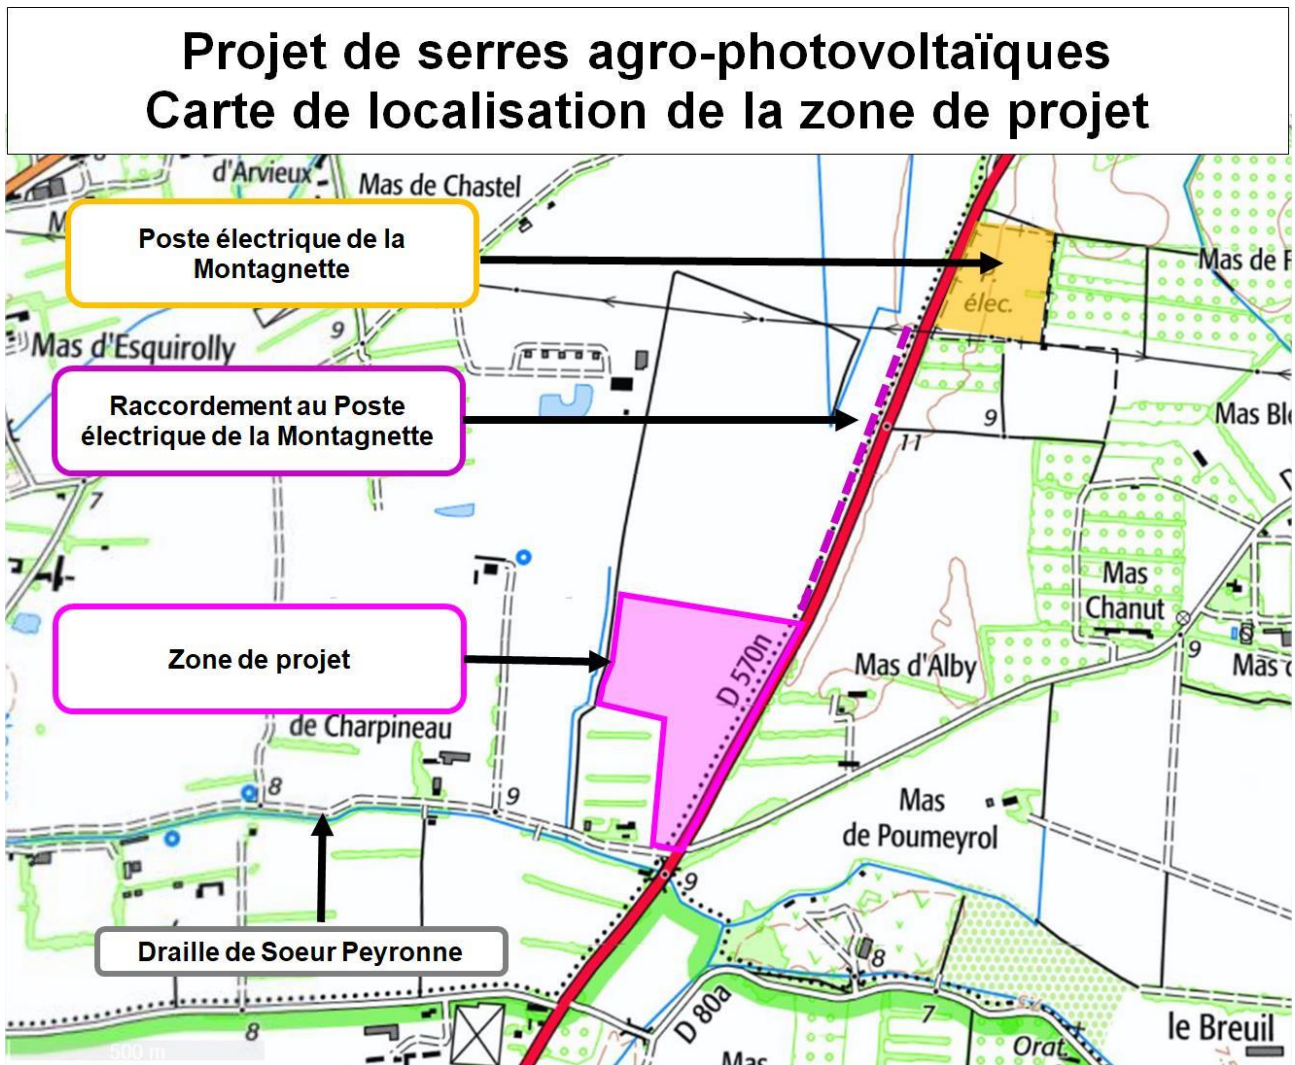 Projet de serres agro-photovoltaïques
Carte de localisation de la zone de projet
d'Arvieux
Mas de Chastel
M
Poste électrique de la
Montagnette
Mas de F
élec.
9
Mas d'Esquirolly
Raccordement au Poste
électrique de la Montagnette
9
11
Mas Ble
7
Mas
Chanut
9
Zone de projet
D 570n
Mas d'Alby
Mas
de Charpineau
8
9
Mas
de Poumeyrol
9
Draille de Soeur Peyronne
8
8
D 80a
7
le Breuil
500 m
Orat.
Mas